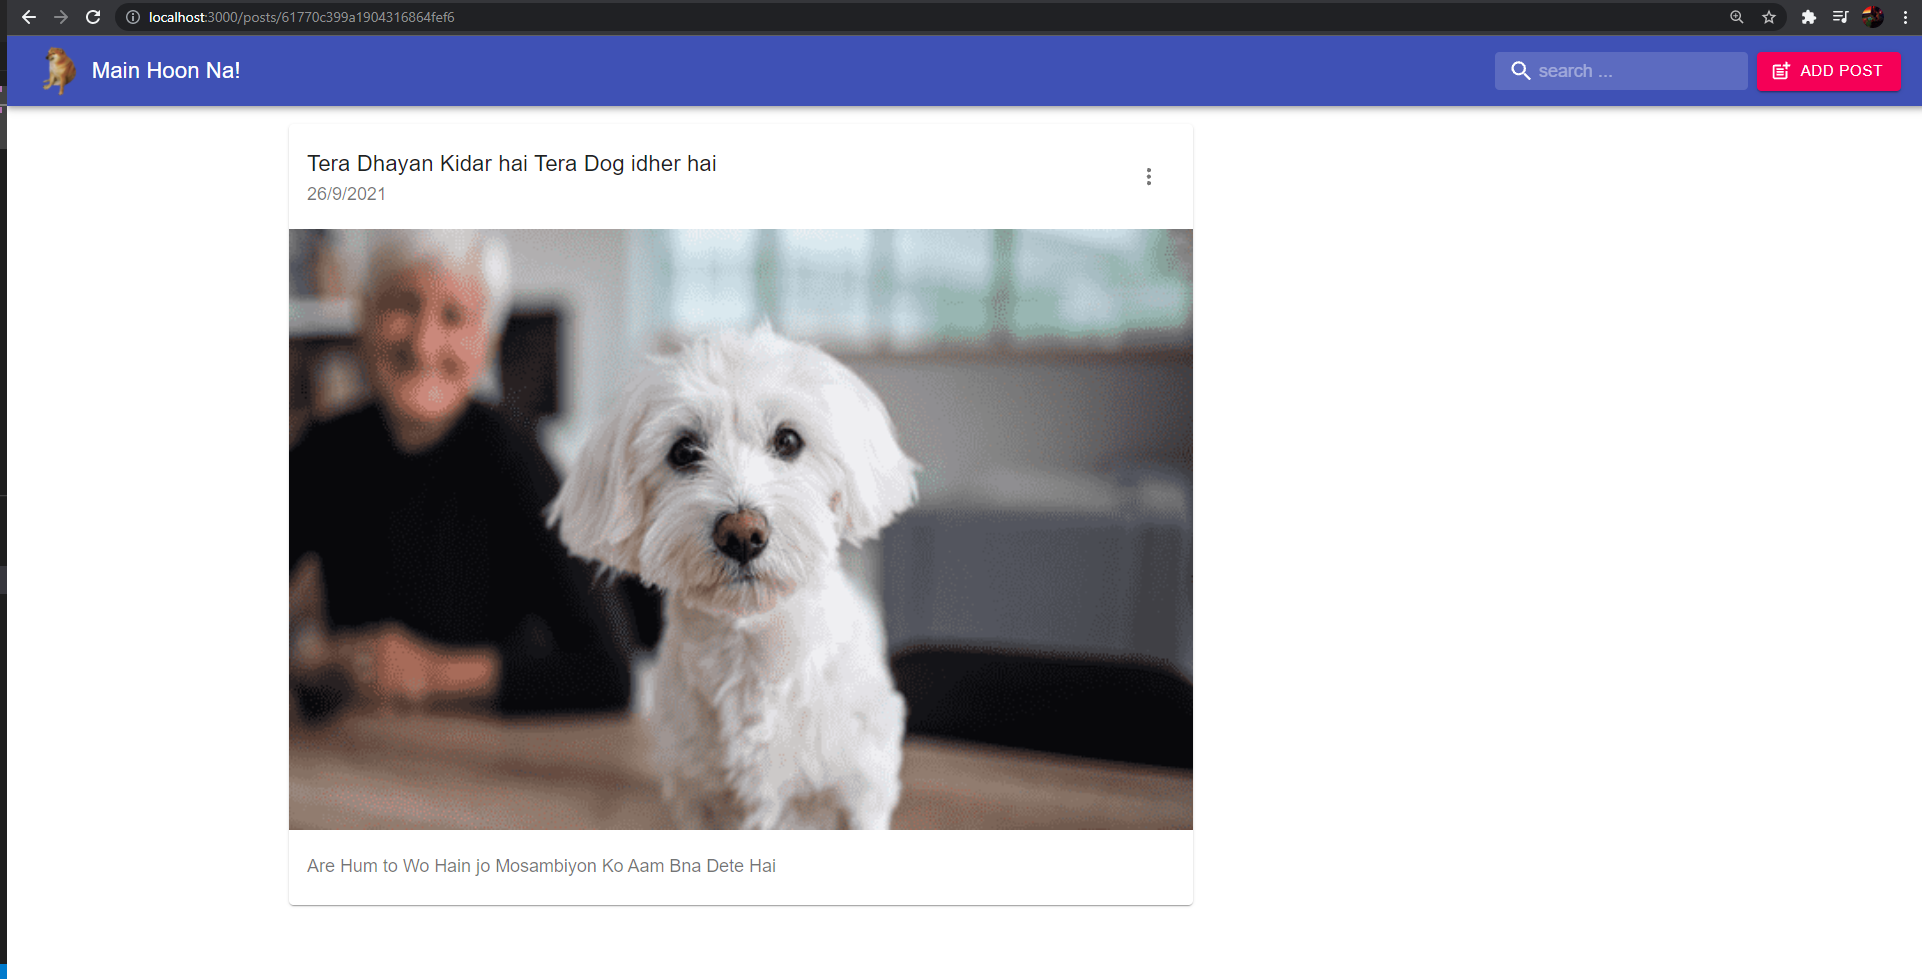 localhost:3000/posts/61770c399a1904316864fef6
Main Hoon Na!
search ...
ADD POST
Tera Dhayan Kidar hai Tera Dog idher hai
26/9/2021
Are Hum to Wo Hain jo Mosambiyon Ko Aam Bna Dete Hai